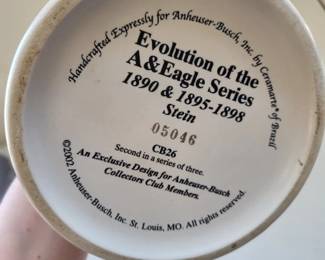 Handcrafted Expressly for Anheuser-Busch, Inc. by Ceramarte® of Brazil
Evolution of the
A & Eagle Series
1890 & 1895-1898
Stein
05046
CB26
Second in a series of three.
An Exclusive Design for Anheuser-Busch
Collectors Club Members.
©2002 Anheuser-Busch, Inc. St. Louis, MO. All rights reserved.